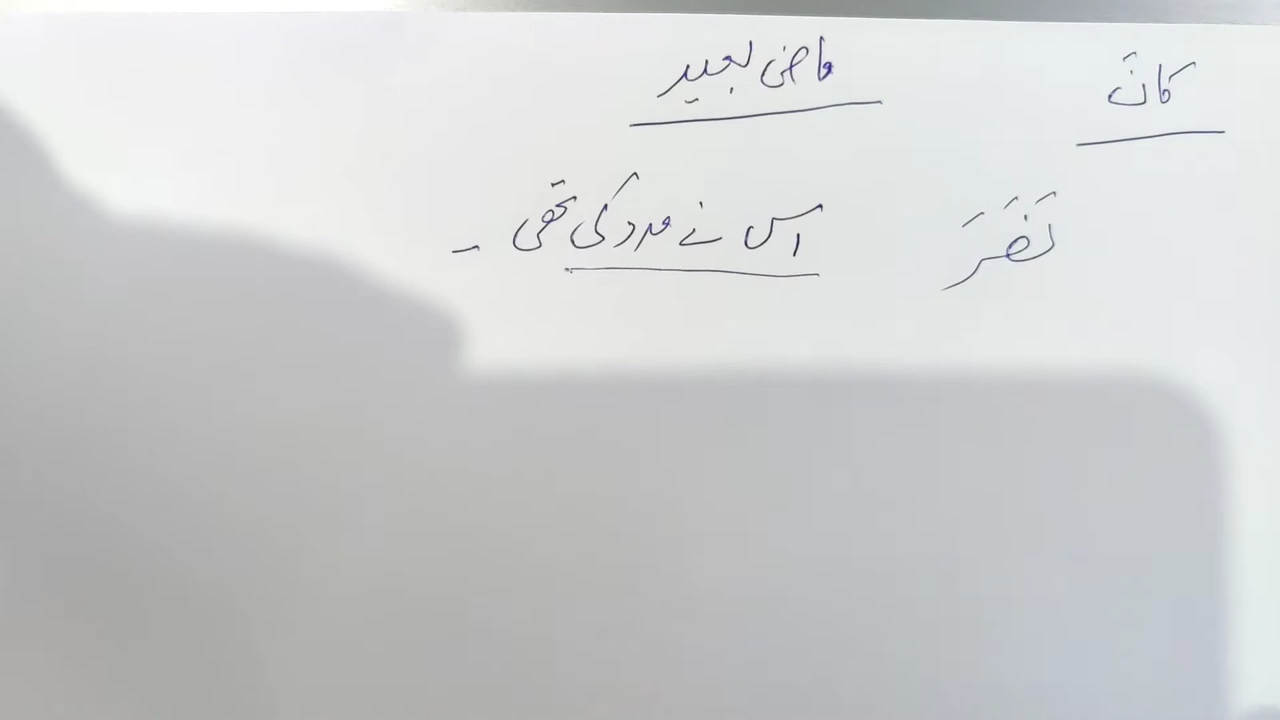 کانَ ماضی بعید
نَصَرَ اس نے مدد کی تھی ۔